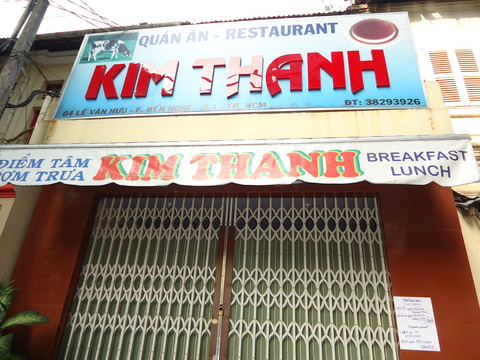 QUÁN ĂN - RESTAURANT
KIM THANH
04 LÊ VĂN HƯU - F. BẾN NGHÉ - Q.1 - TP. HCM
ĐT: 38293926
ĐIỂM TÂM
CƠM TRƯA
KIM THANH
BREAKFAST
LUNCH